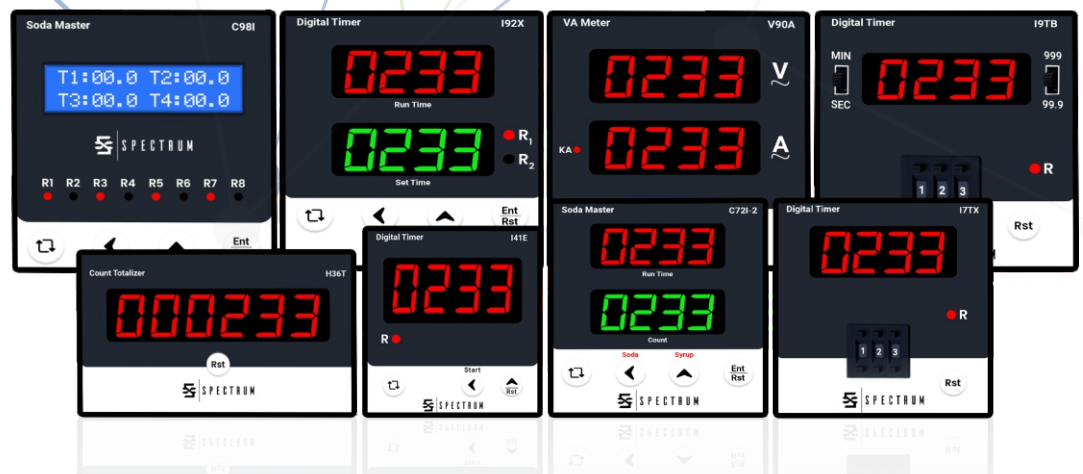 Soda Master C98I
T1:00.0 T2:00.0
T3:00.0 T4:00.0
SPECTRUM
R1 R2 R3 R4 R5 R6 R7 R8
Ent
Digital Timer I92X
0233
Run Time
0233
R1
R2
Set Time
Ent
Rst
VA Meter V90A
0233 V
KA 0233 A
Digital Timer I9TB
MIN 999
0233
SEC 99.9
R
1 2 3
Rst
Count Totalizer H36T
000233
Rst
SPECTRUM
Digital Timer I41E
0233
R
Start
Rst
SPECTRUM
Soda Master C72I-2
0233
Run Time
0233
Count
Soda Syrup
Ent
Rst
SPECTRUM
Digital Timer I7TX
0233
R
1 2 3
Rst
SPECTRUM